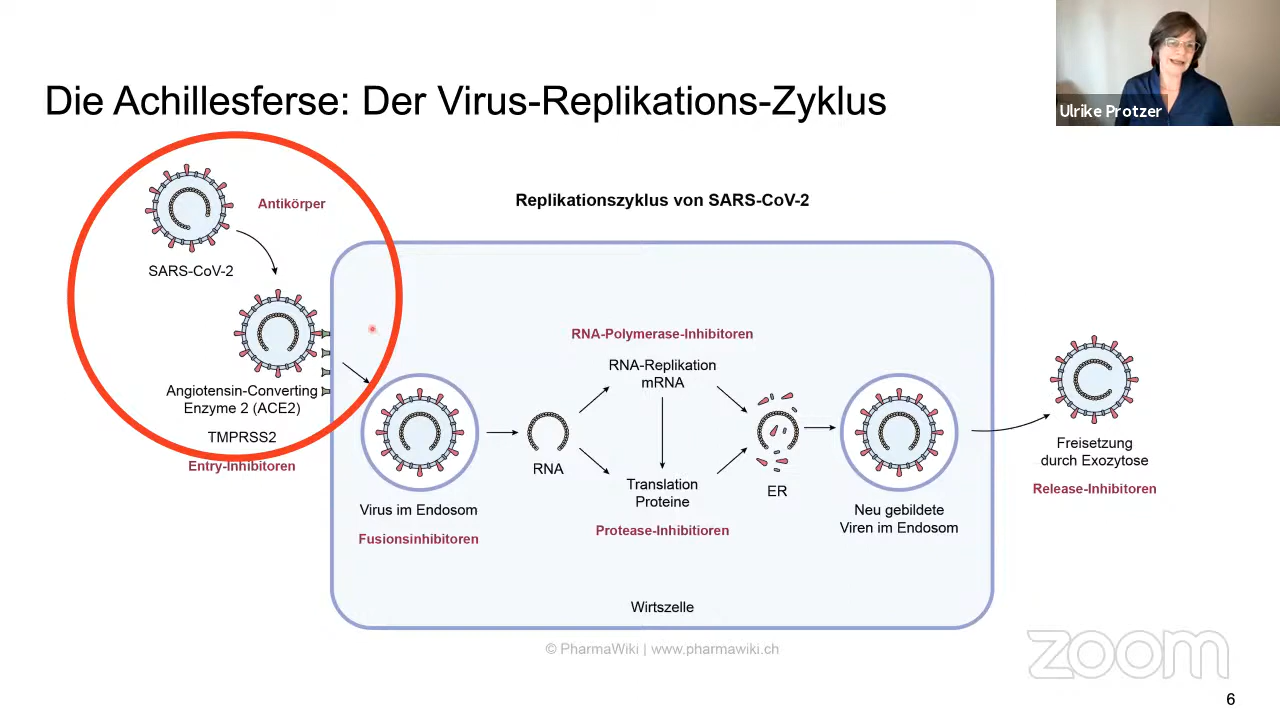 Die Achillesferse: Der Virus-Replikations-Zyklus
Ulrike Protzer
Replikationszyklus von SARS-CoV-2
Antikörper
SARS-CoV-2
Angiotensin-Converting
Enzyme 2 (ACE2)
TMPRSS2
Entry-Inhibitoren
Virus im Endosom
Fusionsinhibitoren
RNA
RNA-Polymerase-Inhibitoren
RNA-Replikation
mRNA
Translation
Proteine
Protease-Inhibitioren
ER
Neu gebildete
Viren im Endosom
Freisetzung
durch Exozytose
Release-Inhibitoren
Wirtszelle
© PharmaWiki | www.pharmawiki.ch
zoom
6